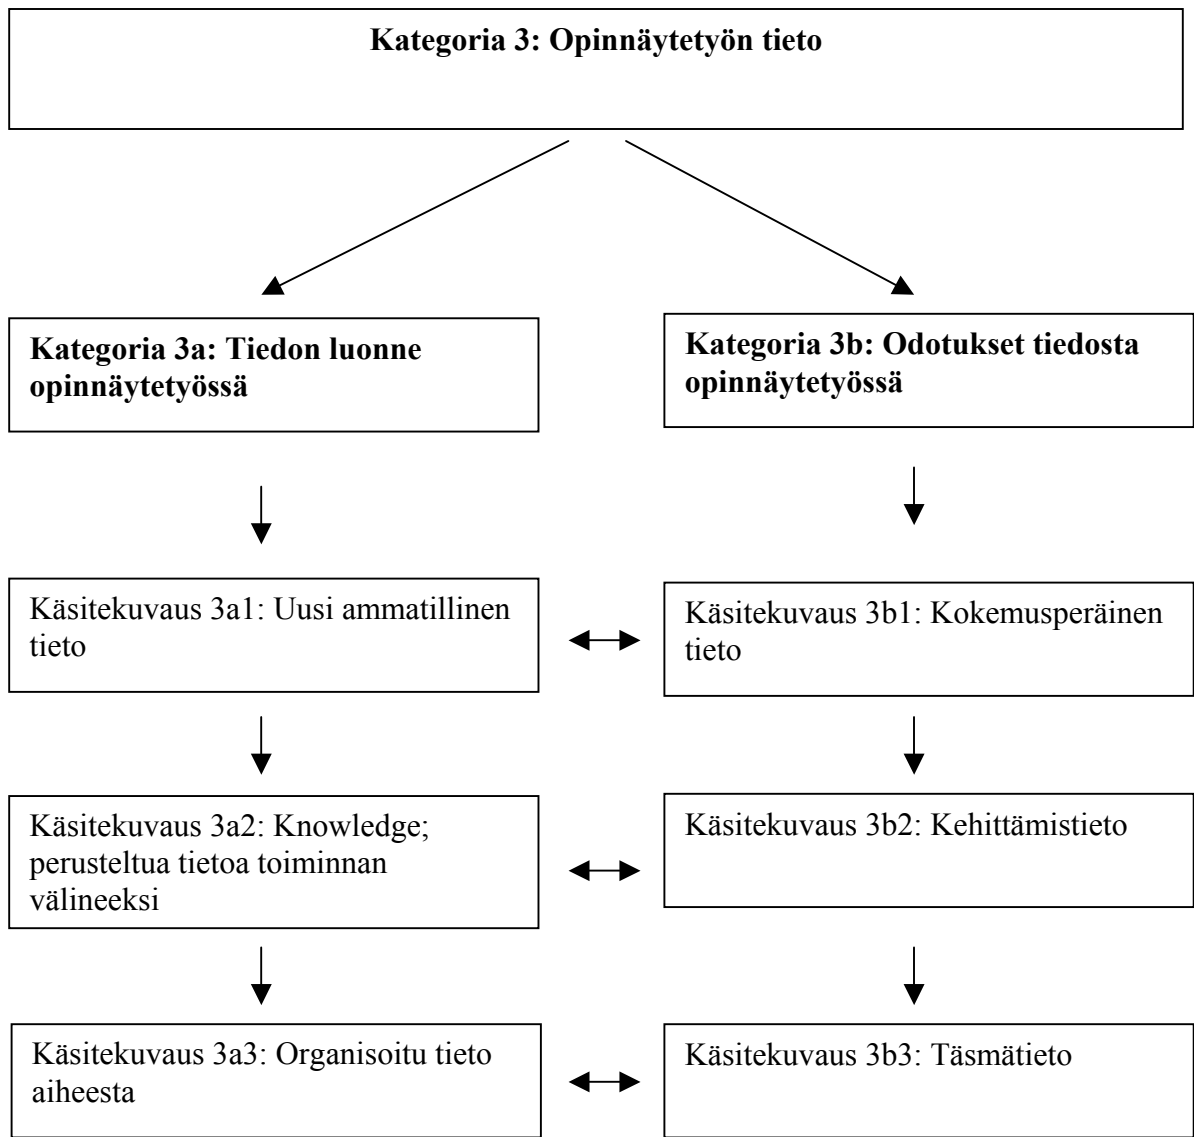 Kategoria 3: Opinnäytetyön tieto
Kategoria 3a: Tiedon luonne
opinnäytetyössä
Kategoria 3b: Odotukset tiedosta
opinnäytetyössä
Käsitekuvaus 3a1: Uusi ammatillinen
tieto
Käsitekuvaus 3b1: Kokemusperäinen
tieto
Käsitekuvaus 3a2: Knowledge;
perusteltua tietoa toiminnan
välineeksi
Käsitekuvaus 3b2: Kehittämistieto
Käsitekuvaus 3a3: Organisoitu tieto
aiheesta
Käsitekuvaus 3b3: Täsmätieto